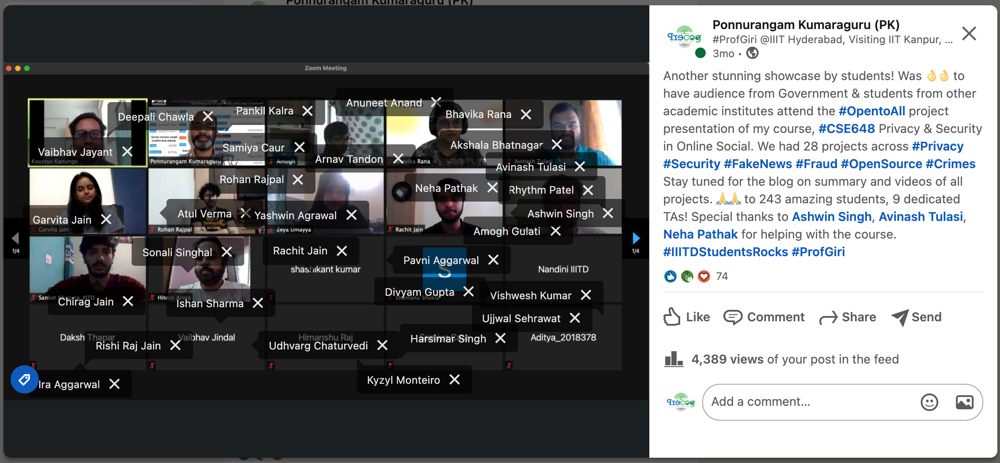 Ponnurangam Kumaraguru (PK)
Zoom Meeting
Anuneet Anand
Pankil Kalra
Bhavika Rana
Deepali Chawla
Samiya Caur
Akshala Bhatnagar
Vaibhav Jayant
Arnav Tandon
Koustuv Kanungo
Ponnurangam Kumaraguru
Amogh
Rana
Avinash Tulasi
Avinash Tulasi
Rohan Rajpal
Neha Pathak
Rhythm Patel
Atul Verma
Yashwin Agrawal
Ashwin Singh
Garvita Jain
Garvita Jain
Rohan Rajpal
Zeya Umayya
Rachit Jain
Amogh Gulati
1/4
1/4
Sonali Singhal
Rachit Jain
Pavni Aggarwal
shashikant kumar
S
Nandini IIITD
Divyam Gupta
Vishwesh Kumar
Sanket Khajuria_IIITD
Hitesh Arora
Shantanu Shukla
Chirag Jain
Ishan Sharma
Ujjwal Sehrawat
Daksh Thapar
Vaibhav Jindal
Himanshu Raj
Samiya Caur
Aditya_2018378
Harsimar Singh
Rishi Raj Jain
Udhvarg Chaturvedi
Ira Aggarwal
Kyzyl Monteiro
Precog
IIIT HYDERABAD
Ponnurangam Kumaraguru (PK)
#ProfGiri @IIIT Hyderabad, Visiting IIT Kanpur, ...
3mo •
Another stunning showcase by students! Was 👌👌 to
have audience from Government & students from other
academic institutes attend the #OpentoAll project
presentation of my course, #CSE648 Privacy & Security
in Online Social. We had 28 projects across #Privacy
#Security #FakeNews #Fraud #OpenSource #Crimes
Stay tuned for the blog on summary and videos of all
projects. 🙏🙏 to 243 amazing students, 9 dedicated
TAs! Special thanks to Ashwin Singh, Avinash Tulasi,
Neha Pathak for helping with the course.
#IIITDStudentsRocks #ProfGiri
74
Like
Comment
Share
Send
4,389 views of your post in the feed
Precog
Add a comment...